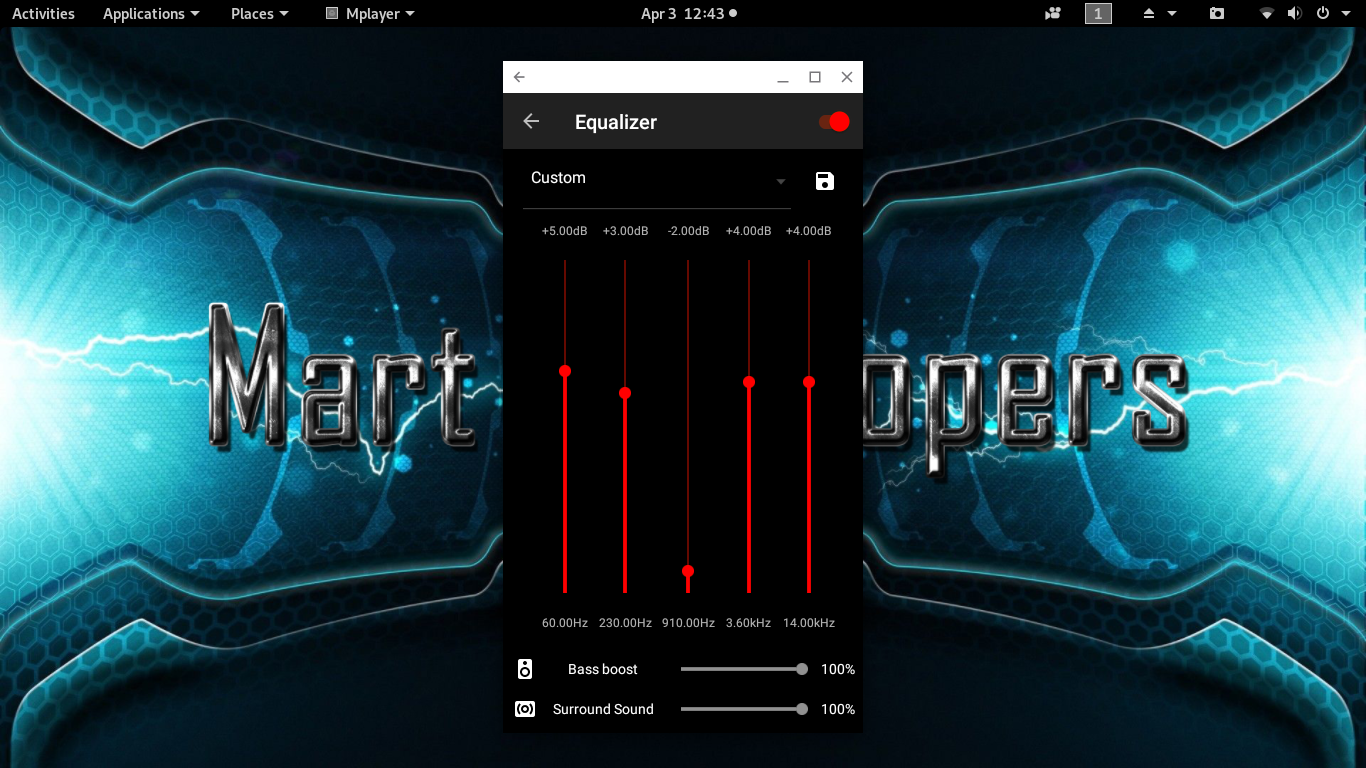 Activities Applications Places Mplayer Apr 3 12:43 1
Equalizer
Custom
+5.00dB +3.00dB -2.00dB +4.00dB +4.00dB
Mart opers
60.00Hz 230.00Hz 910.00Hz 3.60kHz 14.00kHz
Bass boost 100%
Surround Sound 100%